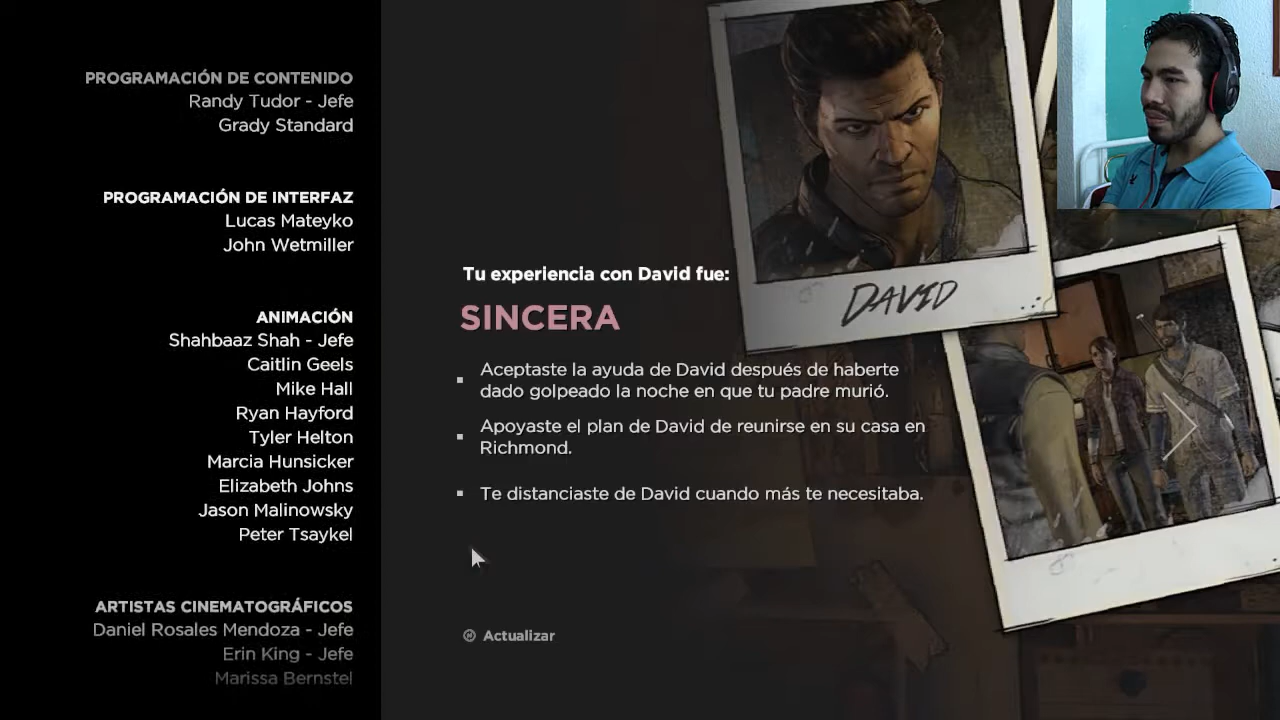 PROGRAMACIÓN DE CONTENIDO
Randy Tudor - Jefe
Grady Standard
PROGRAMACIÓN DE INTERFAZ
Lucas Mateyko
John Wetmiller
ANIMACIÓN
Shahbaaz Shah - Jefe
Caitlin Geels
Mike Hall
Ryan Hayford
Tyler Helton
Marcia Hunsicker
Elizabeth Johns
Jason Malinowsky
Peter Tsaykel
ARTISTAS CINEMATOGRÁFICOS
Daniel Rosales Mendoza - Jefe
Erin King - Jefe
Marissa Bernstel
Tu experiencia con David fue:
SINCERA
Aceptaste la ayuda de David después de haberte
dado golpeado la noche en que tu padre murió.
Apoyaste el plan de David de reunirse en su casa en
Richmond.
Te distanciaste de David cuando más te necesitaba.
Actualizar
DAVID